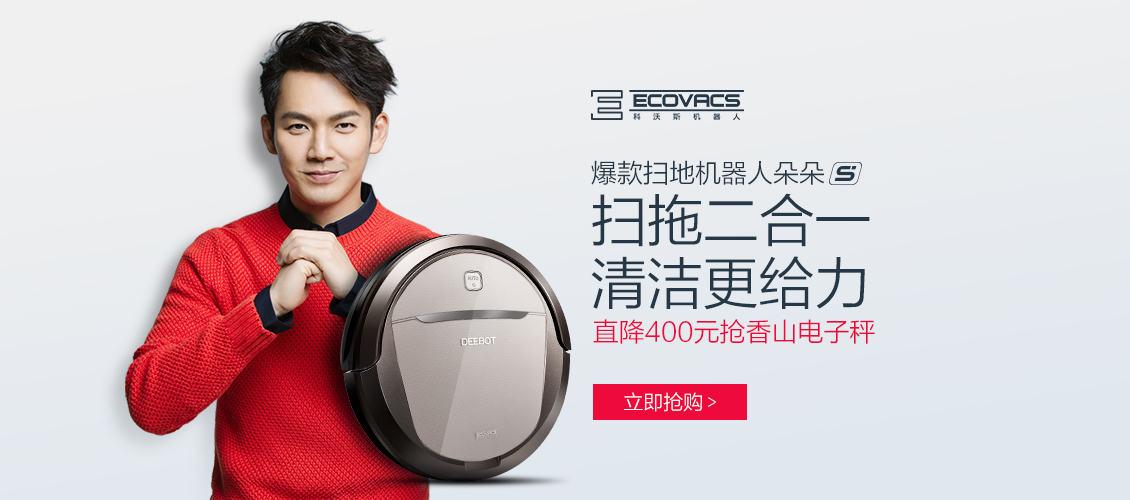 ECOVACS
科沃斯机器人
爆款扫地机器人朵朵 S
扫拖二合一
清洁更给力
直降400元抢香山电子秤
立即抢购 >
AUTO
DEEBOT
ECOVACS